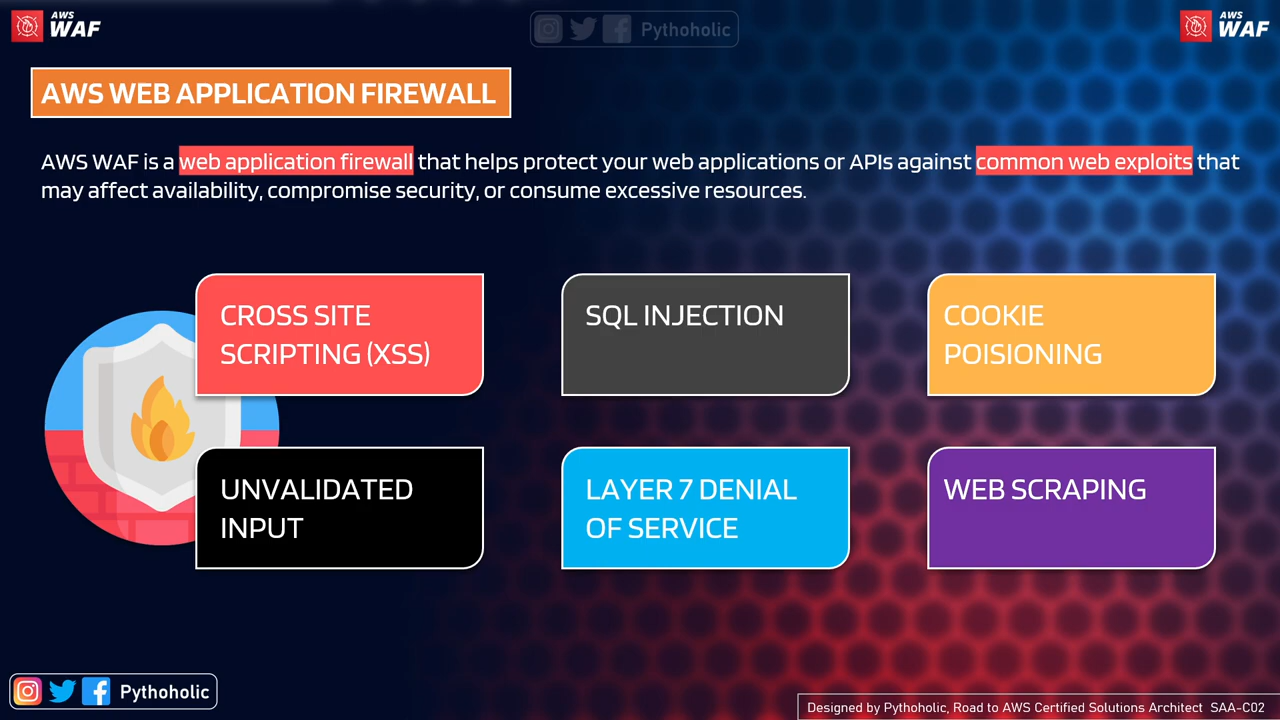 AWS
WAF
Pythoholic
AWS
WAF
AWS WEB APPLICATION FIREWALL
AWS WAF is a web application firewall that helps protect your web applications or APIs against common web exploits that
may affect availability, compromise security, or consume excessive resources.
CROSS SITE
SCRIPTING (XSS)
SQL INJECTION
COOKIE
POISIONING
UNVALIDATED
INPUT
LAYER 7 DENIAL
OF SERVICE
WEB SCRAPING
Pythoholic
Designed by Pythoholic, Road to AWS Certified Solutions Architect SAA-C02